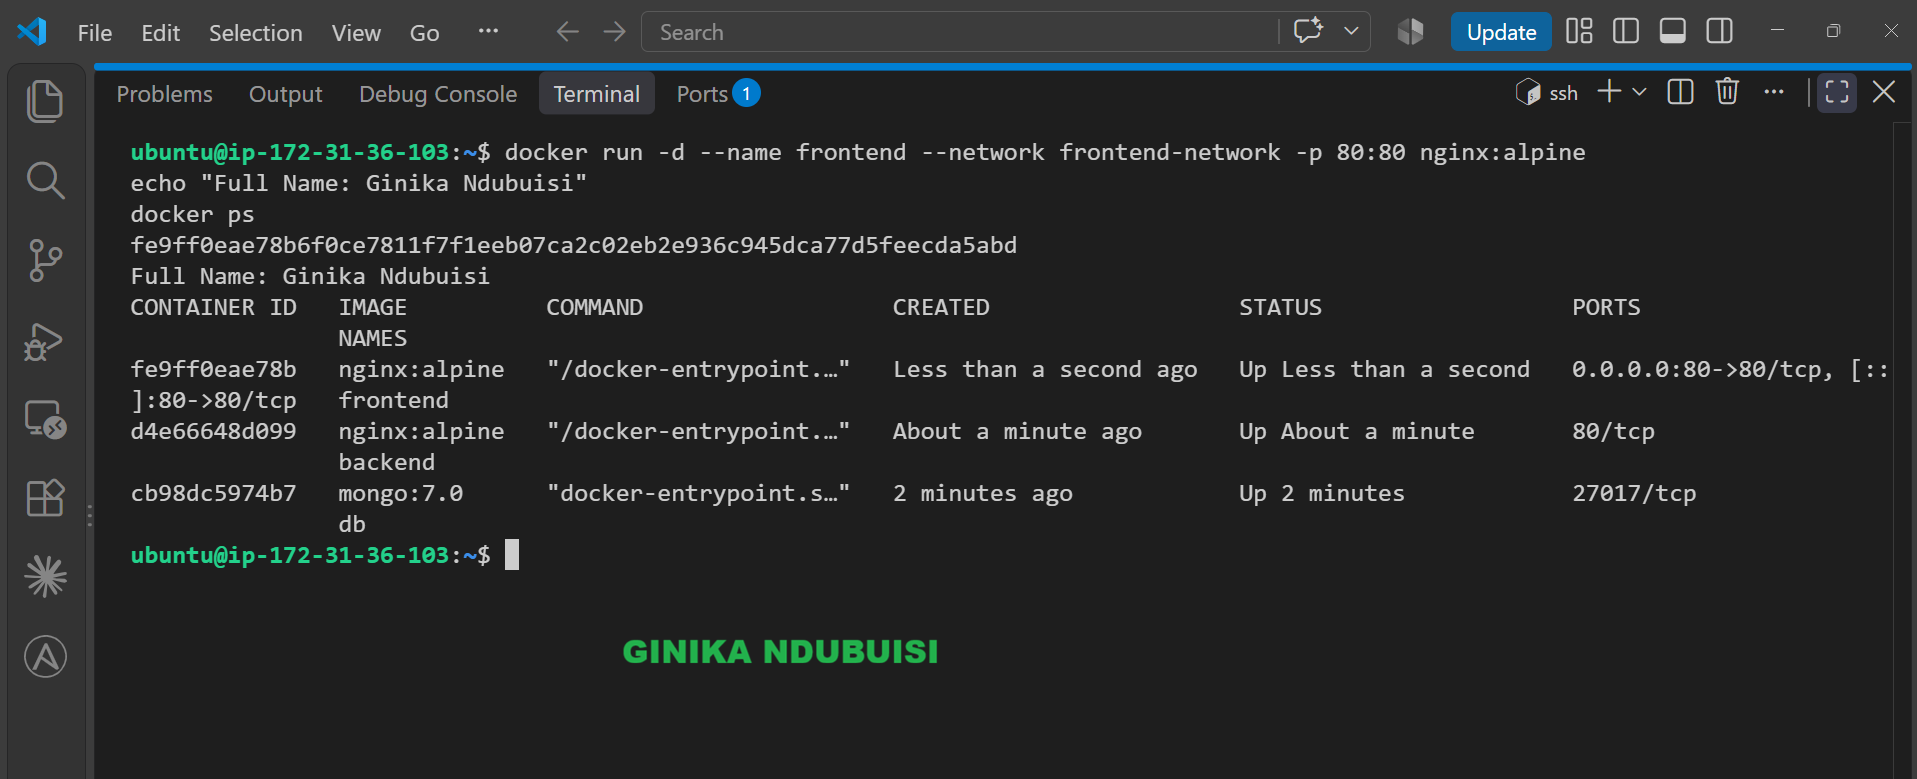 File Edit Selection View Go ··· Search Update
Problems Output Debug Console Terminal Ports 1 ssh
ubuntu@ip-172-31-36-103:~$ docker run -d --name frontend --network frontend-network -p 80:80 nginx:alpine
echo "Full Name: Ginika Ndubuisi"
docker ps
fe9ff0eae78b6f0ce7811f7f1eeb07ca2c02eb2e936c945dca77d5feecda5abd
Full Name: Ginika Ndubuisi
CONTAINER ID IMAGE COMMAND CREATED STATUS PORTS
NAMES
fe9ff0eae78b nginx:alpine "/docker-entrypoint.…" Less than a second ago Up Less than a second 0.0.0.0:80->80/tcp, [::
]:80->80/tcp frontend
d4e66648d099 nginx:alpine "/docker-entrypoint.…" About a minute ago Up About a minute 80/tcp
backend
cb98dc5974b7 mongo:7.0 "docker-entrypoint.s…" 2 minutes ago Up 2 minutes 27017/tcp
db
ubuntu@ip-172-31-36-103:~$
GINIKA NDUBUISI